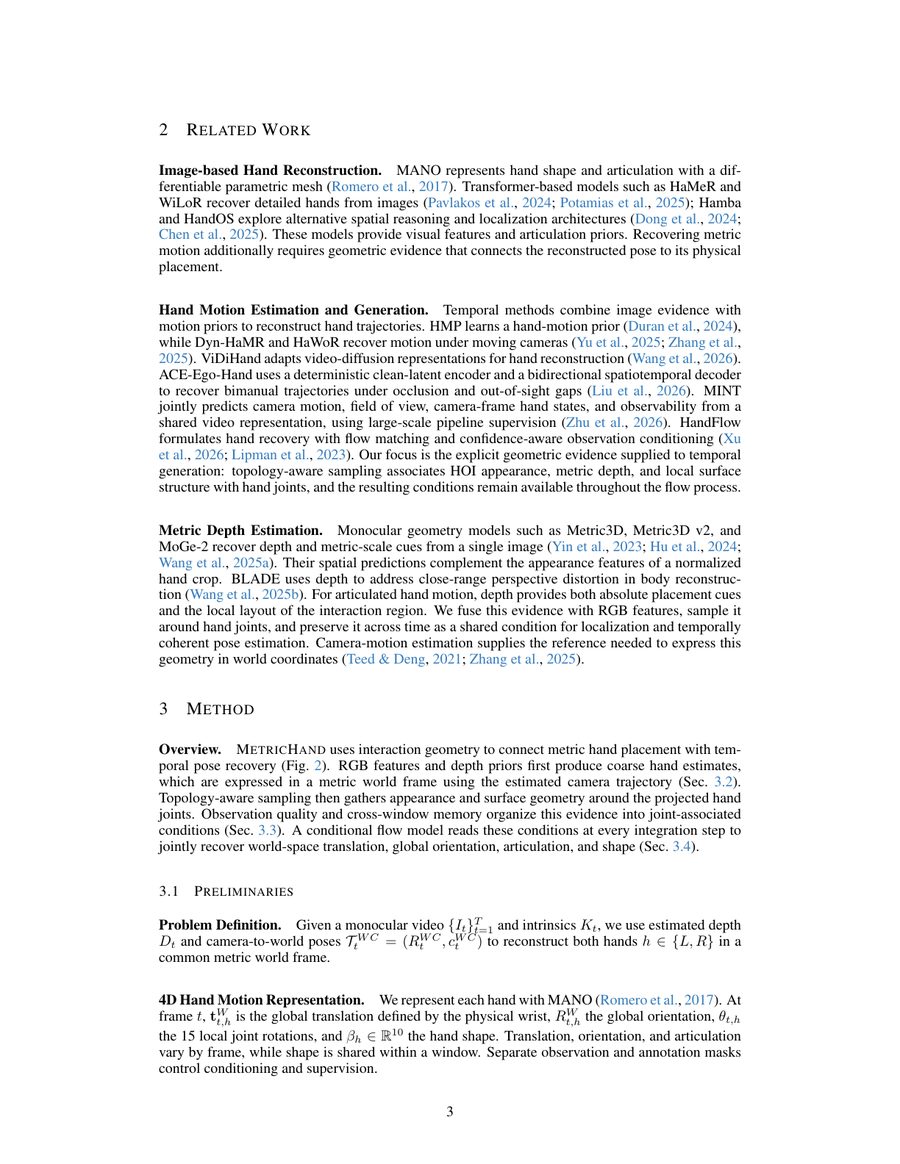 2 RELATED WORK
Image-based Hand Reconstruction. MANO represents hand shape and articulation with a dif-
ferentiable parametric mesh (Romero et al., 2017). Transformer-based models such as HaMeR and
WiLoR recover detailed hands from images (Pavlakos et al., 2024; Potamias et al., 2025); Hamba
and HandOS explore alternative spatial reasoning and localization architectures (Dong et al., 2024;
Chen et al., 2025). These models provide visual features and articulation priors. Recovering metric
motion additionally requires geometric evidence that connects the reconstructed pose to its physical
placement.
Hand Motion Estimation and Generation. Temporal methods combine image evidence with
motion priors to reconstruct hand trajectories. HMP learns a hand-motion prior (Duran et al., 2024),
while Dyn-HaMR and HaWoR recover motion under moving cameras (Yu et al., 2025; Zhang et al.,
2025). ViDiHand adapts video-diffusion representations for hand reconstruction (Wang et al., 2026).
ACE-Ego-Hand uses a deterministic clean-latent encoder and a bidirectional spatiotemporal decoder
to recover bimanual trajectories under occlusion and out-of-sight gaps (Liu et al., 2026). MINT
jointly predicts camera motion, field of view, camera-frame hand states, and observability from a
shared video representation, using large-scale pipeline supervision (Zhu et al., 2026). HandFlow
formulates hand recovery with flow matching and confidence-aware observation conditioning (Xu
et al., 2026; Lipman et al., 2023). Our focus is the explicit geometric evidence supplied to temporal
generation: topology-aware sampling associates HOI appearance, metric depth, and local surface
structure with hand joints, and the resulting conditions remain available throughout the flow process.
Metric Depth Estimation. Monocular geometry models such as Metric3D, Metric3D v2, and
MoGe-2 recover depth and metric-scale cues from a single image (Yin et al., 2023; Hu et al., 2024;
Wang et al., 2025a). Their spatial predictions complement the appearance features of a normalized
hand crop. BLADE uses depth to address close-range perspective distortion in body reconstruc-
tion (Wang et al., 2025b). For articulated hand motion, depth provides both absolute placement cues
and the local layout of the interaction region. We fuse this evidence with RGB features, sample it
around hand joints, and preserve it across time as a shared condition for localization and temporally
coherent pose estimation. Camera-motion estimation supplies the reference needed to express this
geometry in world coordinates (Teed & Deng, 2021; Zhang et al., 2025).
3 METHOD
Overview. METRICHAND uses interaction geometry to connect metric hand placement with tem-
poral pose recovery (Fig. 2). RGB features and depth priors first produce coarse hand estimates,
which are expressed in a metric world frame using the estimated camera trajectory (Sec. 3.2).
Topology-aware sampling then gathers appearance and surface geometry around the projected hand
joints. Observation quality and cross-window memory organize this evidence into joint-associated
conditions (Sec. 3.3). A conditional flow model reads these conditions at every integration step to
jointly recover world-space translation, global orientation, articulation, and shape (Sec. 3.4).
3.1 PRELIMINARIES
Problem Definition. Given a monocular video $\{I_t\}_{t=1}^{T}$ and intrinsics $K_t$, we use estimated depth
$D_t$ and camera-to-world poses $\mathcal{T}_t^{WC} = (R_t^{WC}, c_t^{WC})$ to reconstruct both hands $h \in \{L, R\}$ in a
common metric world frame.
4D Hand Motion Representation. We represent each hand with MANO (Romero et al., 2017). At
frame $t$, $\mathbf{t}_{t,h}^{W}$ is the global translation defined by the physical wrist, $R_{t,h}^{W}$ the global orientation, $\theta_{t,h}$
the 15 local joint rotations, and $\beta_h \in \mathbb{R}^{10}$ the hand shape. Translation, orientation, and articulation
vary by frame, while shape is shared within a window. Separate observation and annotation masks
control conditioning and supervision.
3